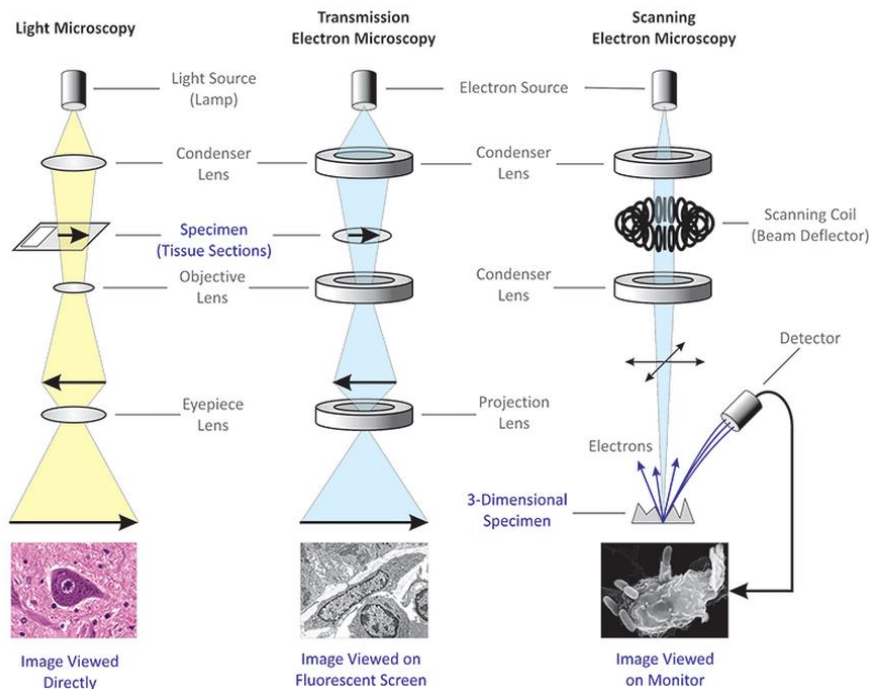 Light Microscopy
Transmission
Electron Microscopy
Scanning
Electron Microscopy
Light Source
(Lamp)
Electron Source
Condenser
Lens
Condenser
Lens
Specimen
(Tissue Sections)
Scanning Coil
(Beam Deflector)
Objective
Lens
Condenser
Lens
Detector
Eyepiece
Lens
Projection
Lens
Electrons
3-Dimensional
Specimen
Image Viewed
Directly
Image Viewed on
Fluorescent Screen
Image Viewed
on Monitor